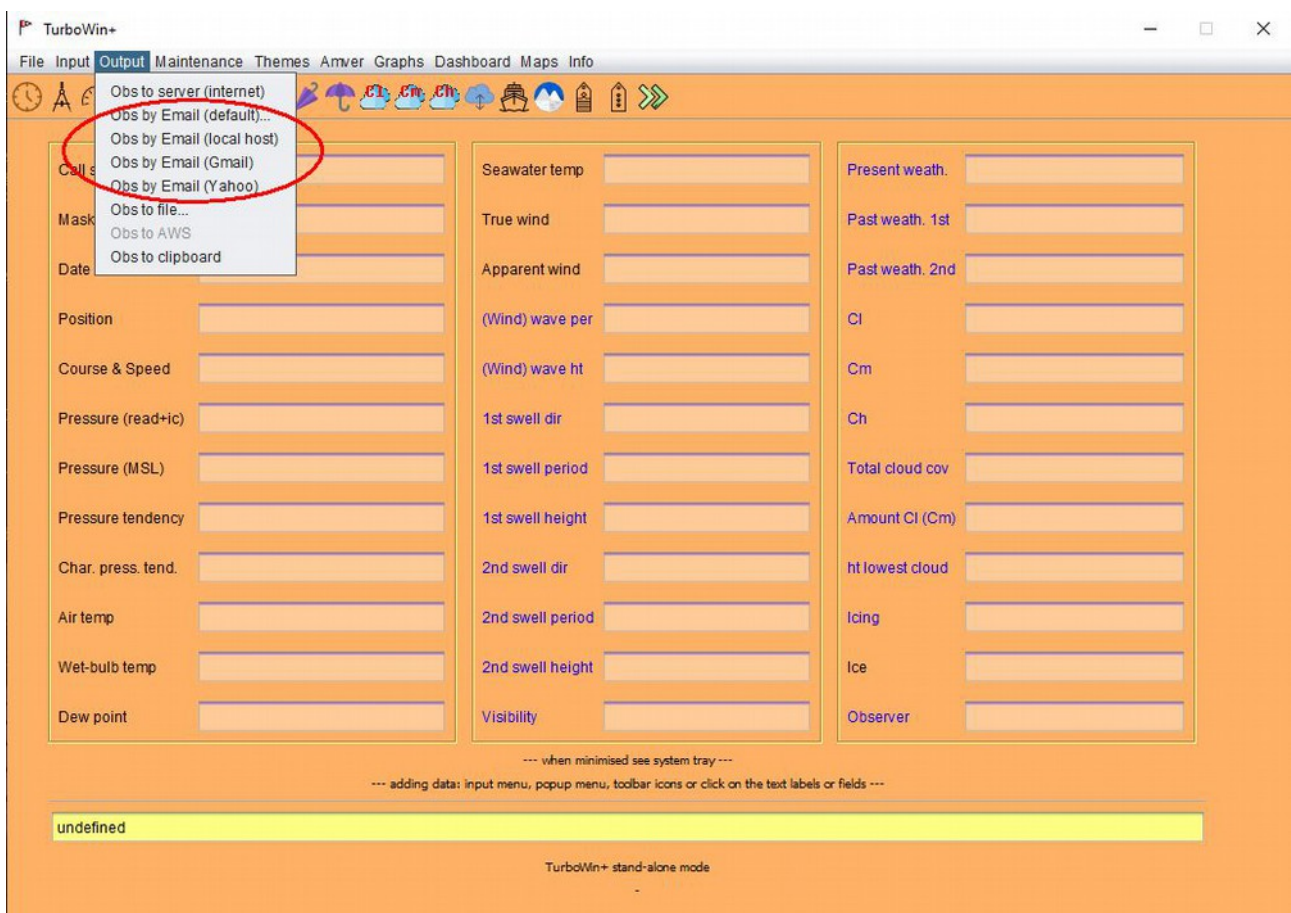 TurboWin+
File Input Output Maintenance Themes Amver Graphs Dashboard Maps Info
Obs to server (internet)
Obs by Email (default)...
Obs by Email (local host)
Obs by Email (Gmail)
Obs by Email (Yahoo)
Obs to file...
Obs to AWS
Obs to clipboard
Cl Cm Ch
Call s
Mask
Date
Position
Course & Speed
Pressure (read+ic)
Pressure (MSL)
Pressure tendency
Char. press. tend.
Air temp
Wet-bulb temp
Dew point
Seawater temp
True wind
Apparent wind
(Wind) wave per
(Wind) wave ht
1st swell dir
1st swell period
1st swell height
2nd swell dir
2nd swell period
2nd swell height
Visibility
Present weath.
Past weath. 1st
Past weath. 2nd
Cl
Cm
Ch
Total cloud cov
Amount Cl (Cm)
ht lowest cloud
Icing
Ice
Observer
--- when minimised see system tray ---
--- adding data: input menu, popup menu, toolbar icons or click on the text labels or fields ---
undefined
TurboWin+ stand-alone mode
-